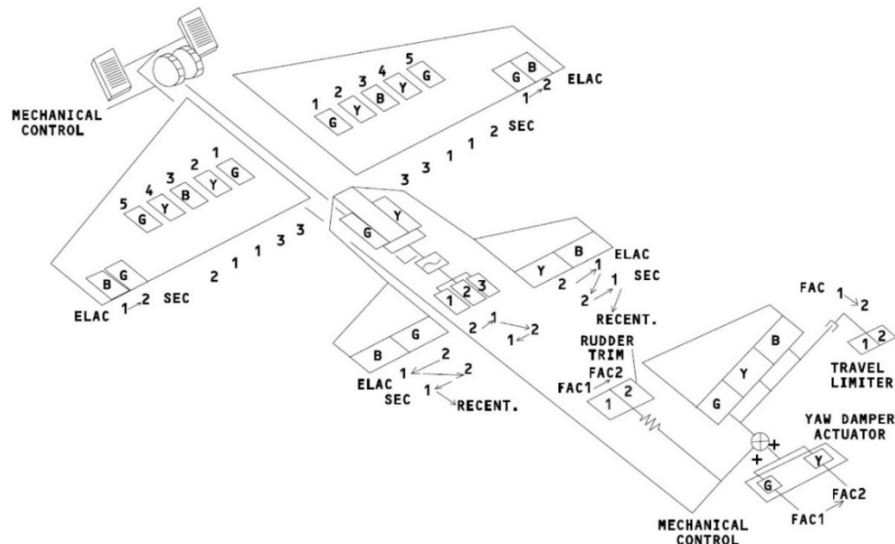 MECHANICAL
CONTROL
1 2 3 4 5
G Y B Y G
G B
1 2
ELAC
3 3 1 1 2 SEC
5 4 3 2 1
G Y B Y G
B G
ELAC 1 2 SEC 2 1 1 3 3
G Y
1 2 3
2 1 2
1
Y B
ELAC
2 1
SEC
2 1
RECENT.
B G
ELAC 1 2 2
SEC 1
RECENT.
RUDDER
TRIM
FAC1 FAC2
1 2
G Y B
FAC 1 2
1 2
TRAVEL
LIMITER
YAW DAMPER
ACTUATOR
+ +
G Y
FAC1 FAC2
MECHANICAL
CONTROL